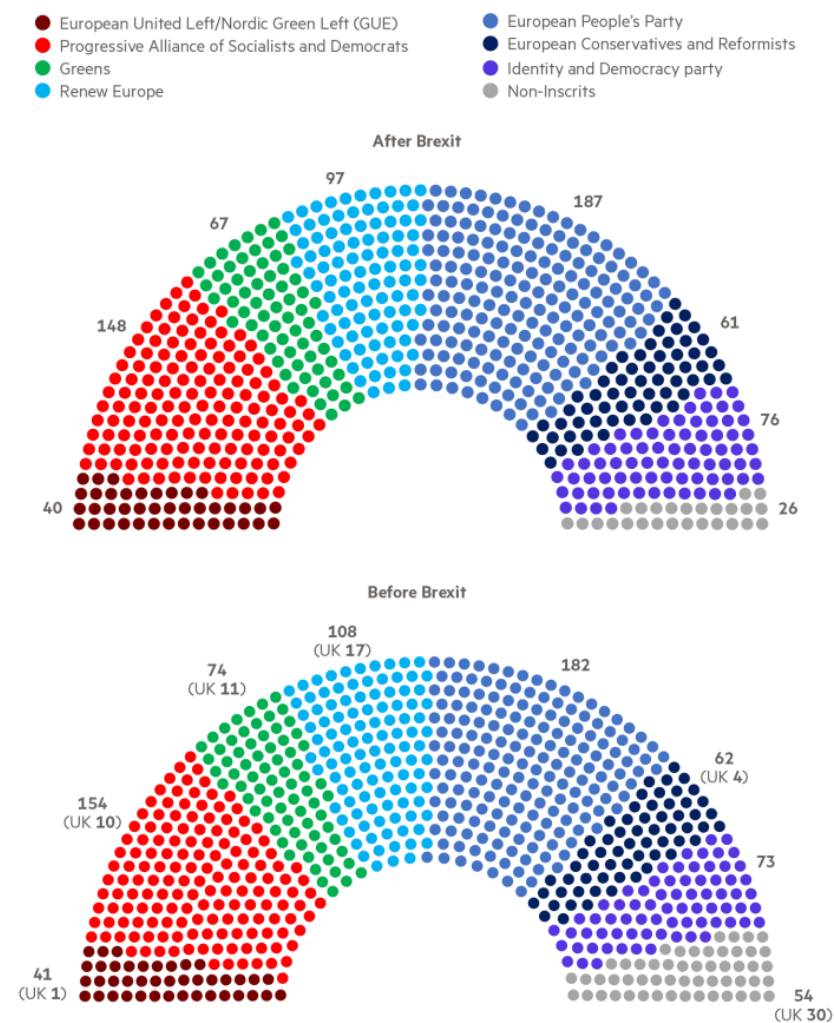 European United Left/Nordic Green Left (GUE)
Progressive Alliance of Socialists and Democrats
Greens
Renew Europe
European People's Party
European Conservatives and Reformists
Identity and Democracy party
Non-Inscrits
After Brexit
97
187
67
148
61
76
40
26
Before Brexit
108
(UK 17)
182
74
(UK 11)
62
(UK 4)
154
(UK 10)
73
41
(UK 1)
54
(UK 30)